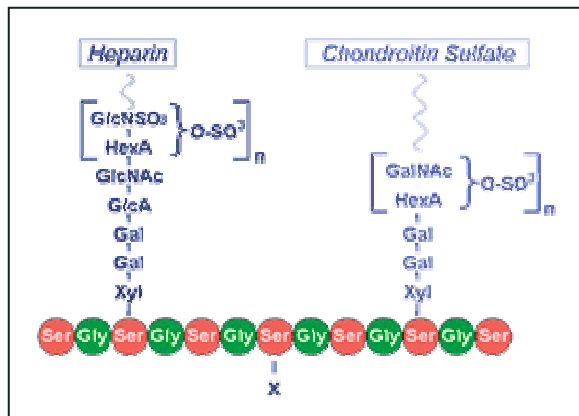 Heparin
Chondroitin Sulfate
GlcNSO3
HexA
O-SO3
n
GlcNAc
GlcA
Gal
Gal
Xyl
GalNAc
HexA
O-SO3
n
Gal
Gal
Xyl
Ser Gly Ser Gly Ser Gly Ser Gly Ser Gly Ser Gly Ser
X